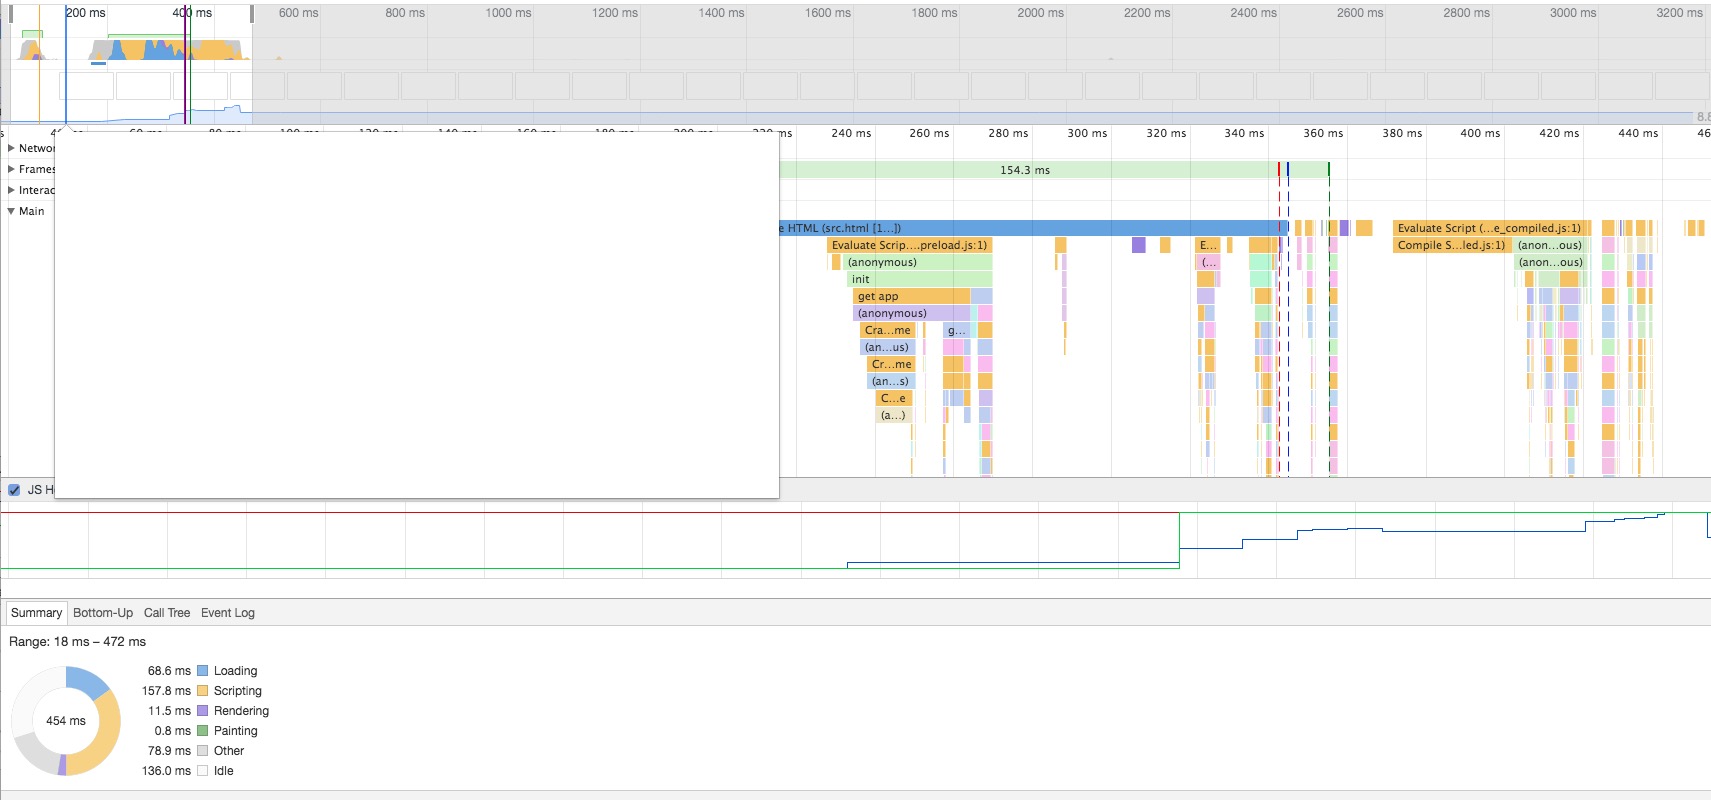 200 ms 400 ms 600 ms 800 ms 1000 ms 1200 ms 1400 ms 1600 ms 1800 ms 2000 ms 2200 ms 2400 ms 2600 ms 2800 ms 3000 ms 3200 ms
8.8
240 ms 260 ms 280 ms 300 ms 320 ms 340 ms 360 ms 380 ms 400 ms 420 ms 440 ms 46
Networ
Frames 154.3 ms
Interac
Main
e HTML (src.html [1…]) Evaluate Script (…e_compiled.js:1)
Evaluate Scrip…preload.js:1) E… Compile S…led.js:1) (anon…ous)
(anonymous) (… (anon…ous)
init
get app
(anonymous)
Cra…me g…
(an…us)
Cr…me
(an…s)
C…e
(a…)
JS H
Summary Bottom-Up Call Tree Event Log
Range: 18 ms – 472 ms
68.6 ms Loading
157.8 ms Scripting
11.5 ms Rendering
454 ms
0.8 ms Painting
78.9 ms Other
136.0 ms Idle